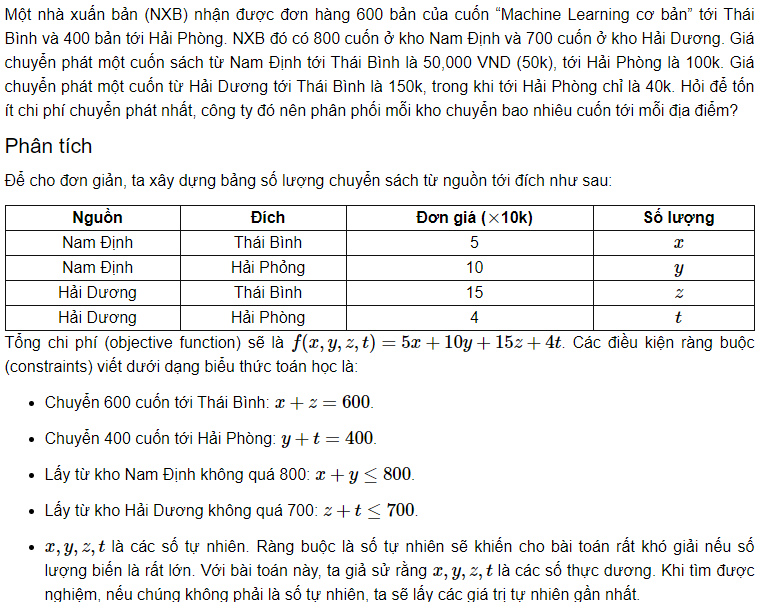 Một nhà xuất bản (NXB) nhận được đơn hàng 600 bản của cuốn “Machine Learning cơ bản” tới Thái
Bình và 400 bản tới Hải Phòng. NXB đó có 800 cuốn ở kho Nam Định và 700 cuốn ở kho Hải Dương. Giá
chuyển phát một cuốn sách từ Nam Định tới Thái Bình là 50,000 VND (50k), tới Hải Phòng là 100k. Giá
chuyển phát một cuốn từ Hải Dương tới Thái Bình là 150k, trong khi tới Hải Phòng chỉ là 40k. Hỏi để tốn
ít chi phí chuyển phát nhất, công ty đó nên phân phối mỗi kho chuyển bao nhiêu cuốn tới mỗi địa điểm?
Phân tích
Để cho đơn giản, ta xây dựng bảng số lượng chuyển sách từ nguồn tới đích như sau:
Nguồn Đích Đơn giá (×10k) Số lượng
Nam Định Thái Bình 5 x
Nam Định Hải Phỏng 10 y
Hải Dương Thái Bình 15 z
Hải Dương Hải Phòng 4 t
Tổng chi phí (objective function) sẽ là f(x, y, z, t) = 5x + 10y + 15z + 4t. Các điều kiện ràng buộc
(constraints) viết dưới dạng biểu thức toán học là:
• Chuyển 600 cuốn tới Thái Bình: x + z = 600.
• Chuyển 400 cuốn tới Hải Phòng: y + t = 400.
• Lấy từ kho Nam Định không quá 800: x + y ≤ 800.
• Lấy từ kho Hải Dương không quá 700: z + t ≤ 700.
• x, y, z, t là các số tự nhiên. Ràng buộc là số tự nhiên sẽ khiến cho bài toán rất khó giải nếu số
lượng biến là rất lớn. Với bài toán này, ta giả sử rằng x, y, z, t là các số thực dương. Khi tìm được
nghiệm, nếu chúng không phải là số tự nhiên, ta sẽ lấy các giá trị tự nhiên gần nhất.